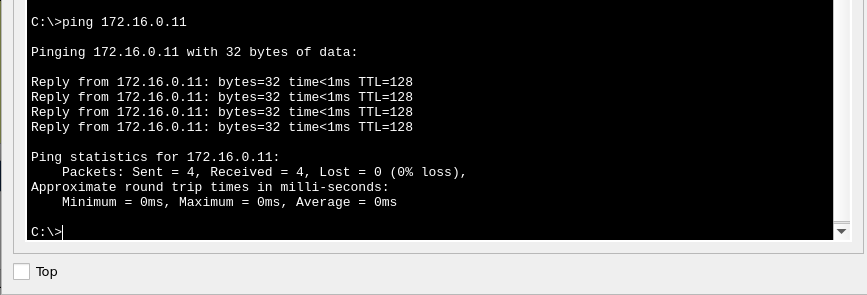 C:\>ping 172.16.0.11
Pinging 172.16.0.11 with 32 bytes of data:
Reply from 172.16.0.11: bytes=32 time<1ms TTL=128
Reply from 172.16.0.11: bytes=32 time<1ms TTL=128
Reply from 172.16.0.11: bytes=32 time<1ms TTL=128
Reply from 172.16.0.11: bytes=32 time<1ms TTL=128
Ping statistics for 172.16.0.11:
    Packets: Sent = 4, Received = 4, Lost = 0 (0% loss),
Approximate round trip times in milli-seconds:
    Minimum = 0ms, Maximum = 0ms, Average = 0ms
C:\>
Top